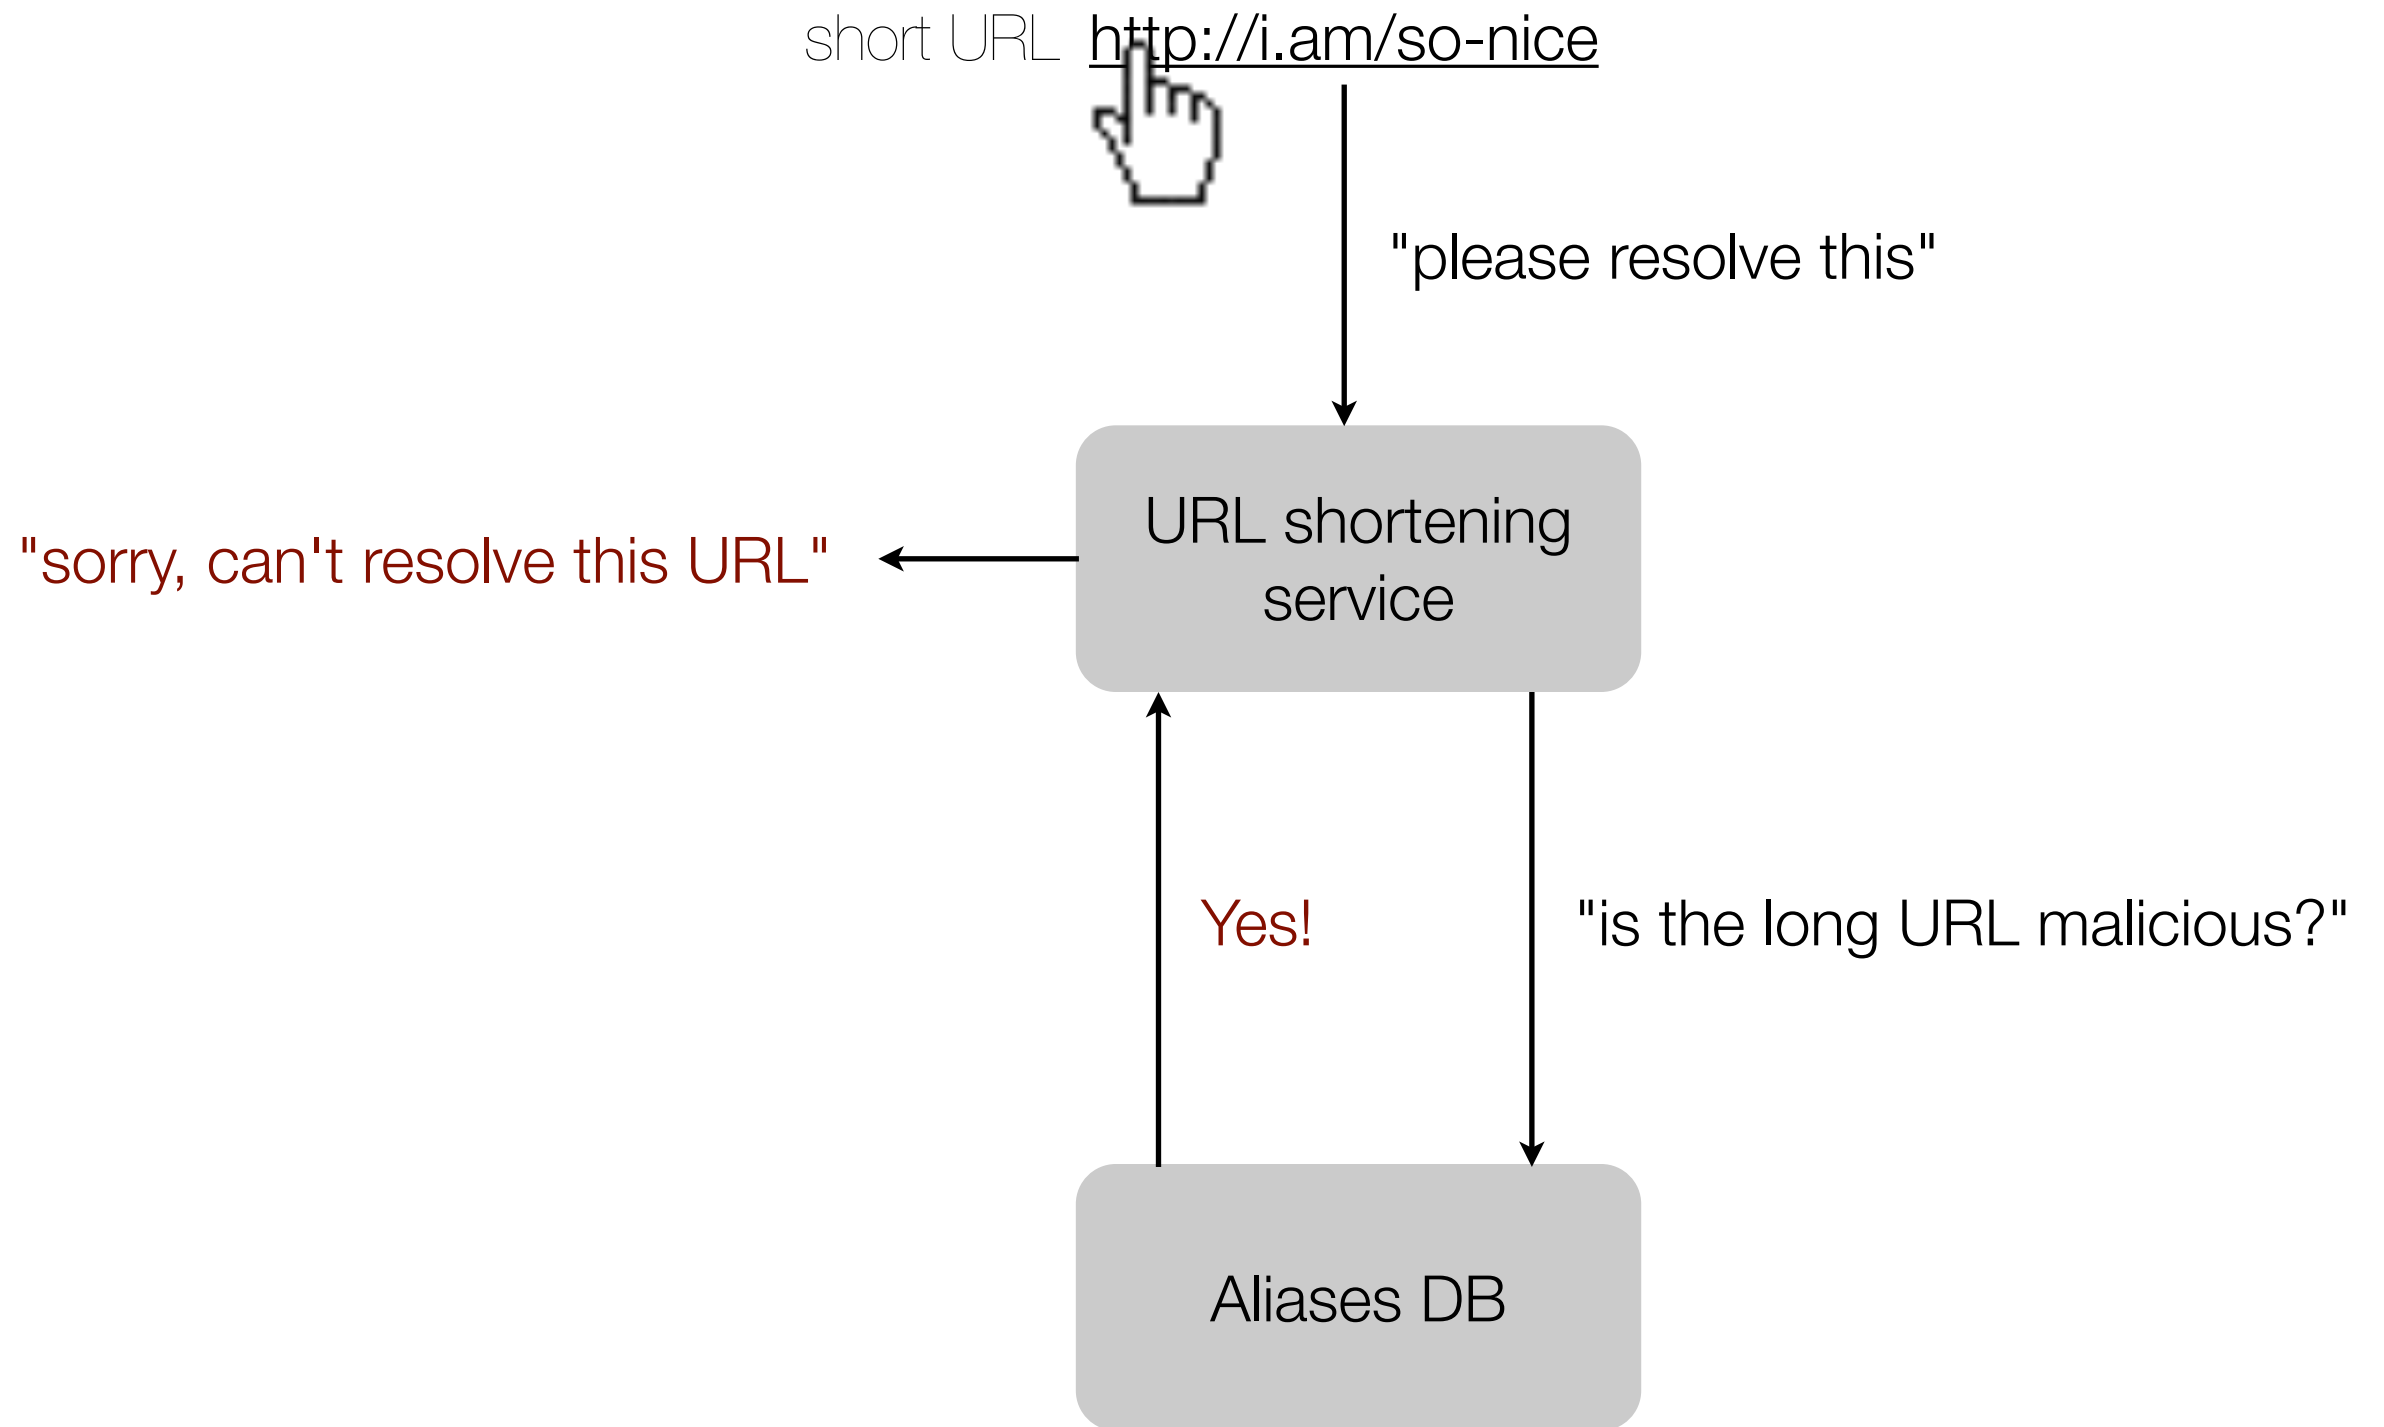 short URL http://i.am/so-nice
"please resolve this"
URL shortening
service
"sorry, can't resolve this URL"
Yes!
"is the long URL malicious?"
Aliases DB